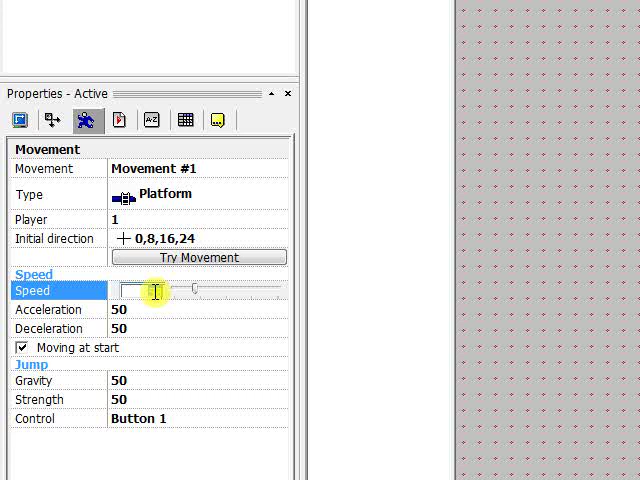 Properties - Active
A-Z
Movement
Movement Movement #1
Type Platform
Player 1
Initial direction 0,8,16,24
Try Movement
Speed
Speed
Acceleration 50
Deceleration 50
Moving at start
Jump
Gravity 50
Strength 50
Control Button 1